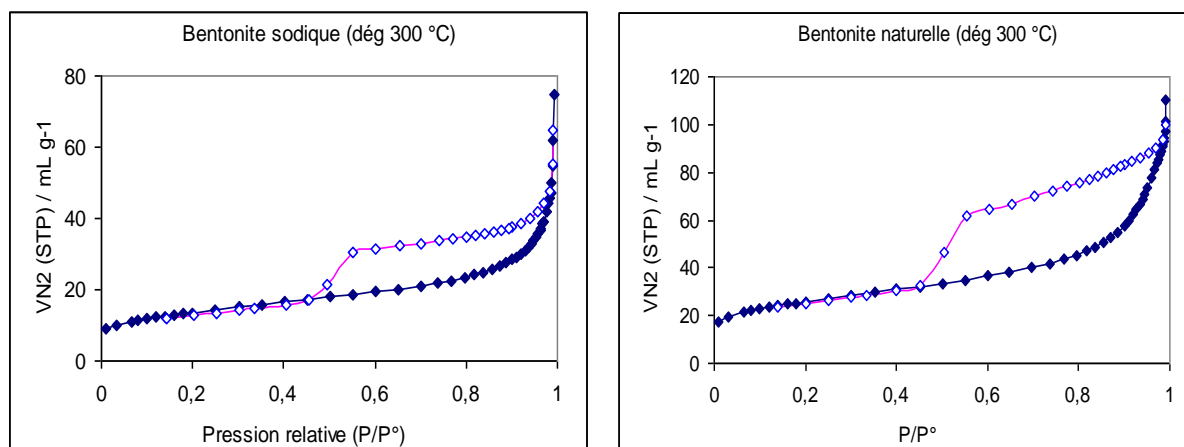 Bentonite sodique (dég 300 °C)
VN2 (STP) / mL g-1
80
60
40
20
0
0 0,2 0,4 0,6 0,8 1
Pression relative (P/P°)
Bentonite naturelle (dég 300 °C)
VN2 (STP) / mL g-1
120
100
80
60
40
20
0
0 0,2 0,4 0,6 0,8 1
P/P°